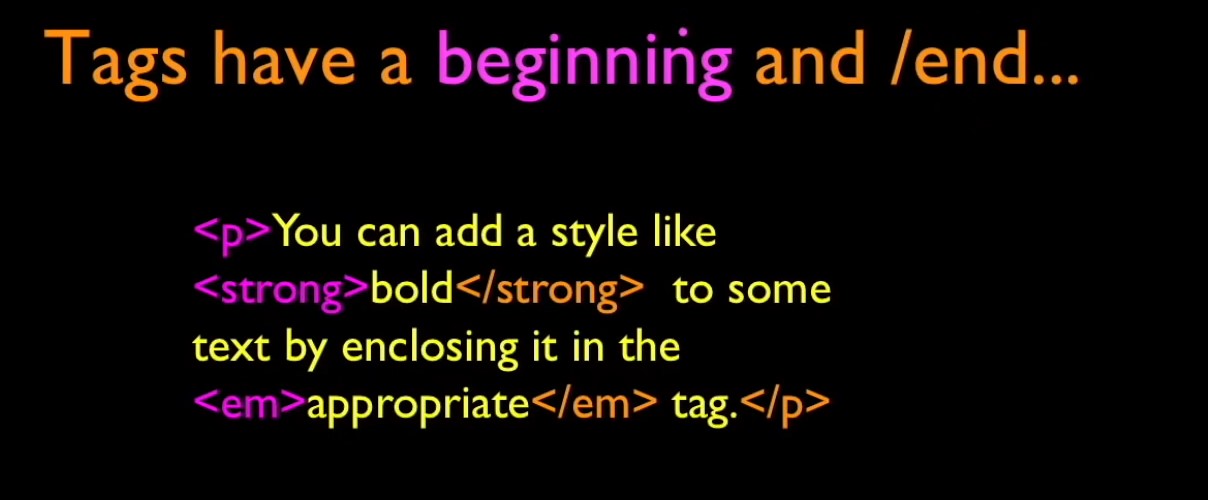 Tags have a beginning and /end...
<p>You can add a style like
<strong>bold</strong> to some
text by enclosing it in the
<em>appropriate</em> tag.</p>